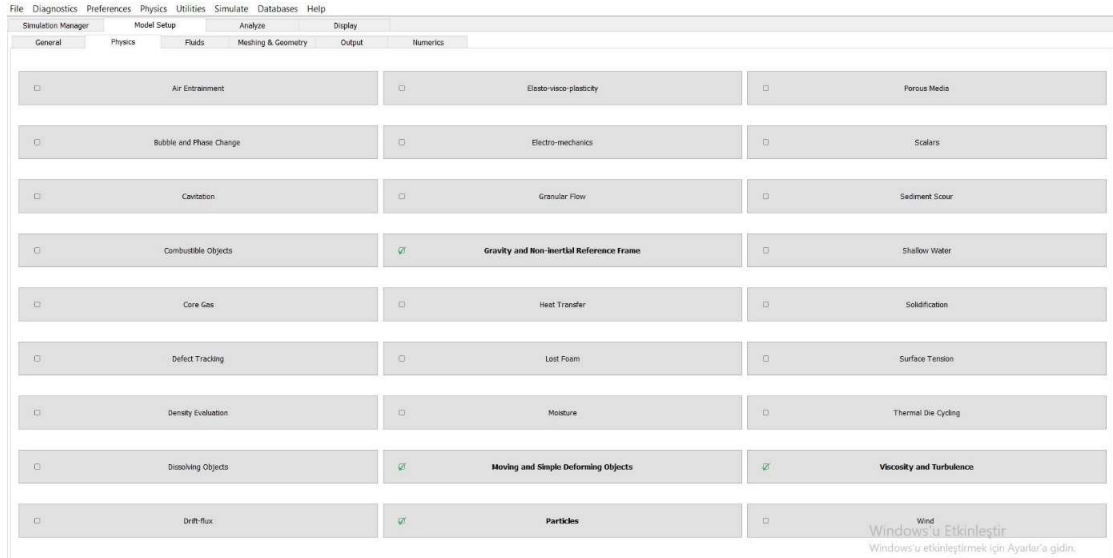 File Diagnostics Preferences Physics Utilities Simulate Databases Help
Simulation Manager Model Setup Analyze Display
General Physics Fluids Meshing & Geometry Output Numerics
Air Entrainment Elasto-visco-plasticity Porous Media
Bubble and Phase Change Electro-mechanics Scalars
Cavitation Granular Flow Sediment Scour
Combustible Objects Gravity and Non-inertial Reference Frame Shallow Water
Core Gas Heat Transfer Solidification
Defect Tracking Lost Foam Surface Tension
Density Evaluation Moisture Thermal Die Cycling
Dissolving Objects Moving and Simple Deforming Objects Viscosity and Turbulence
Drift-flux Particles Wind
Windows'u Etkinleştir
Windows'u etkinleştirmek için Ayarlar'a gidin.